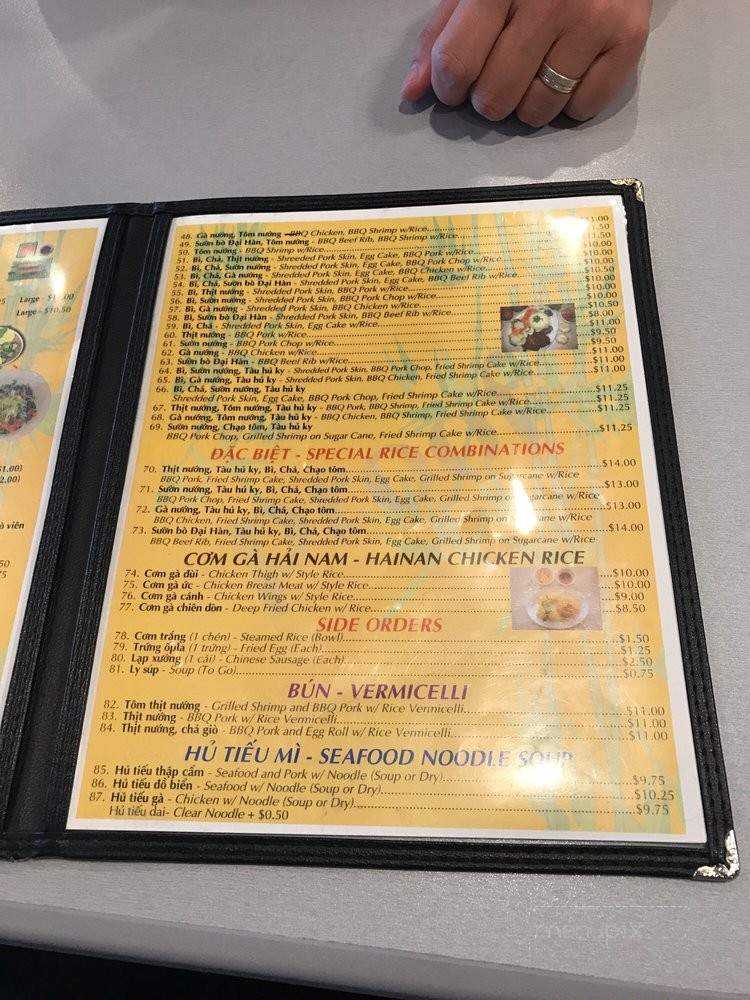 Large - $10.50
48. Gà nướng, Tôm nướng - BBQ Chicken, BBQ Shrimp w/Rice $11.00
49. Sườn bò Đại Hàn, Tôm nướng - BBQ Beef Rib, BBQ Shrimp w/Rice
50. Tôm nướng - BBQ Shrimp w/Rice
51. Bì, Chả, Thịt nướng - Shredded Pork Skin, Egg Cake, BBQ Pork w/Rice
52. Bì, Chả, Sườn nướng - Shredded Pork Skin, Egg Cake, BBQ Pork Chop w/Rice
53. Bì, Chả, Gà nướng - Shredded Pork Skin, Egg Cake, BBQ Chicken w/Rice
54. Bì, Chả, Sườn bò Đại Hàn - Shredded Pork Skin, Egg Cake, BBQ Beef Rib w/Rice
55. Bì, Thịt nướng - Shredded Pork Skin, BBQ Pork w/Rice
56. Bì, Sườn nướng - Shredded Pork Skin, BBQ Pork Chop w/Rice
57. Bì, Gà nướng - Shredded Pork Skin, BBQ Chicken w/Rice
58. Bì, Sườn bò Đại Hàn - Shredded Pork Skin, BBQ Beef Rib w/Rice
59. Bì, Chả - Shredded Pork Skin, Egg Cake w/Rice
60. Thịt nướng - BBQ Pork w/Rice
61. Sườn nướng - BBQ Pork Chop w/Rice
62. Gà nướng - BBQ Chicken w/Rice
63. Sườn bò Đại Hàn - BBQ Beef Rib w/Rice
64. Bì, Sườn nướng, Tàu hủ ky - Shredded Pork Skin, BBQ Pork Chop, Fried Shrimp Cake w/Rice
65. Bì, Gà nướng, Tàu hủ ky - Shredded Pork Skin, BBQ Chicken, Fried Shrimp Cake w/Rice $11.00
66. Bì, Chả, Sườn nướng, Tàu hủ ky
Shredded Pork Skin, Egg Cake, BBQ Pork Chop, Fried Shrimp Cake w/Rice $11.25
67. Thịt nướng, Tôm nướng, Tàu hủ ky - BBQ Pork, BBQ Shrimp, Fried Shrimp Cake w/Rice $11.25
68. Gà nướng, Tôm nướng, Tàu hủ ky - BBQ Chicken, BBQ Shrimp, Fried Shrimp Cake w/Rice $11.25
69. Sườn nướng, Chạo tôm, Tàu hủ ky
BBQ Pork Chop, Grilled Shrimp on Sugar Cane, Fried Shrimp Cake w/Rice $11.25
ĐẶC BIỆT - SPECIAL RICE COMBINATIONS
70. Thịt nướng, Tàu hủ ky, Bì, Chả, Chạo tôm $14.00
BBQ Pork, Fried Shrimp Cake, Shredded Pork Skin, Egg Cake, Grilled Shrimp on Sugarcane w/Rice
71. Sườn nướng, Tàu hủ ky, Bì, Chả, Chạo tôm $13.00
BBQ Pork Chop, Fried Shrimp Cake, Shredded Pork Skin, Egg Cake, Grilled Shrimp on Sugarcane w/Rice
72. Gà nướng, Tàu hủ ky, Bì, Chả, Chạo tôm $13.00
BBQ Chicken, Fried Shrimp Cake, Shredded Pork Skin, Egg Cake, Grilled Shrimp on Sugarcane w/Rice
73. Sườn bò Đại Hàn, Tàu hủ ky, Bì, Chả, Chạo tôm $14.00
BBQ Beef Rib, Fried Shrimp Cake, Shredded Pork Skin, Egg Cake, Grilled Shrimp on Sugarcane w/Rice
CƠM GÀ HẢI NAM - HAINAN CHICKEN RICE
74. Cơm gà đùi - Chicken Thigh w/ Style Rice $10.00
75. Cơm gà ức - Chicken Breast Meat w/ Style Rice $10.00
76. Cơm gà cánh - Chicken Wings w/ Style Rice $9.00
77. Cơm gà chiên dòn - Deep Fried Chicken w/ Rice $8.50
SIDE ORDERS
78. Cơm trắng (1 chén) - Steamed Rice (Bowl) $1.50
79. Trứng ốpla (1 trứng) - Fried Egg (Each) $1.25
80. Lạp xưởng (1 cái) - Chinese Sausage (Each) $2.50
81. Ly súp - Soup (To Go) $0.75
BÚN - VERMICELLI
82. Tôm thịt nướng - Grilled Shrimp and BBQ Pork w/ Rice Vermicelli $11.00
83. Thịt nướng - BBQ Pork w/ Rice Vermicelli $11.00
84. Thịt nướng, chả giò - BBQ Pork and Egg Roll w/ Rice Vermicelli $11.00
HỦ TIẾU MÌ - SEAFOOD NOODLE SOUP
85. Hủ tiếu thập cẩm - Seafood and Pork w/ Noodle (Soup or Dry) $9.75
86. Hủ tiếu đồ biển - Seafood w/ Noodle (Soup or Dry) $10.25
87. Hủ tiếu gà - Chicken w/ Noodle (Soup or Dry) $9.75
Hủ tiếu dai- Clear Noodle + $0.50
menupix